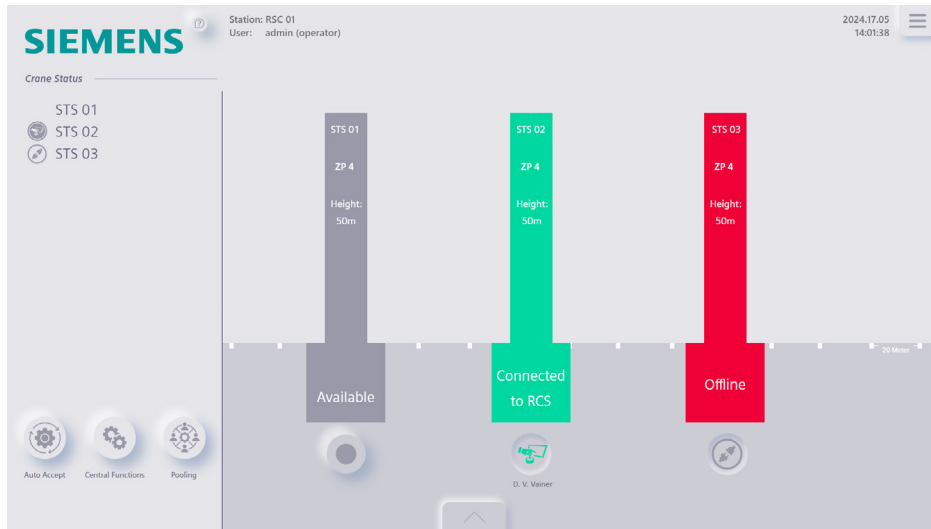 SIEMENS
Station: RSC 01
User: admin (operator)
2024.17.05
14:01:38
Crane Status
STS 01
STS 02
STS 03
STS 01
ZP 4
Height:
50m
STS 02
ZP 4
Height:
50m
STS 03
ZP 4
Height:
50m
20 Meter
Available
Connected
to RCS
Offline
Auto Accept
Central Functions
Pooling
D. V. Vainer